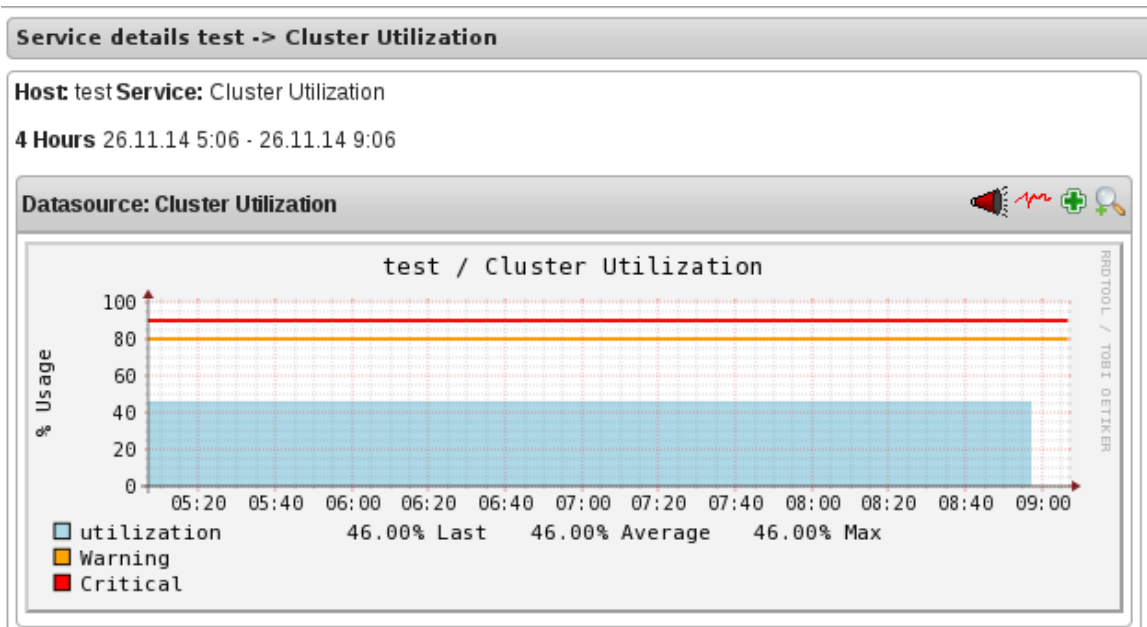 Service details test -> Cluster Utilization
Host: test Service: Cluster Utilization
4 Hours 26.11.14 5:06 - 26.11.14 9:06
Datasource: Cluster Utilization
test / Cluster Utilization
RRDTOOL / TOBI OETIKER
% Usage
100
80
60
40
20
0
05:20 05:40 06:00 06:20 06:40 07:00 07:20 07:40 08:00 08:20 08:40 09:00
utilization 46.00% Last 46.00% Average 46.00% Max
Warning
Critical